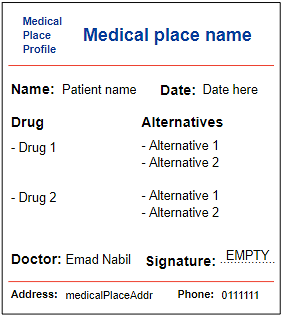 Medical
Place
Profile
Medical place name
Name: Patient name Date: Date here
Drug Alternatives
- Drug 1 - Alternative 1
- Alternative 2
- Drug 2 - Alternative 1
- Alternative 2
Doctor: Emad Nabil Signature: EMPTY
Address: medicalPlaceAddr Phone: 0111111